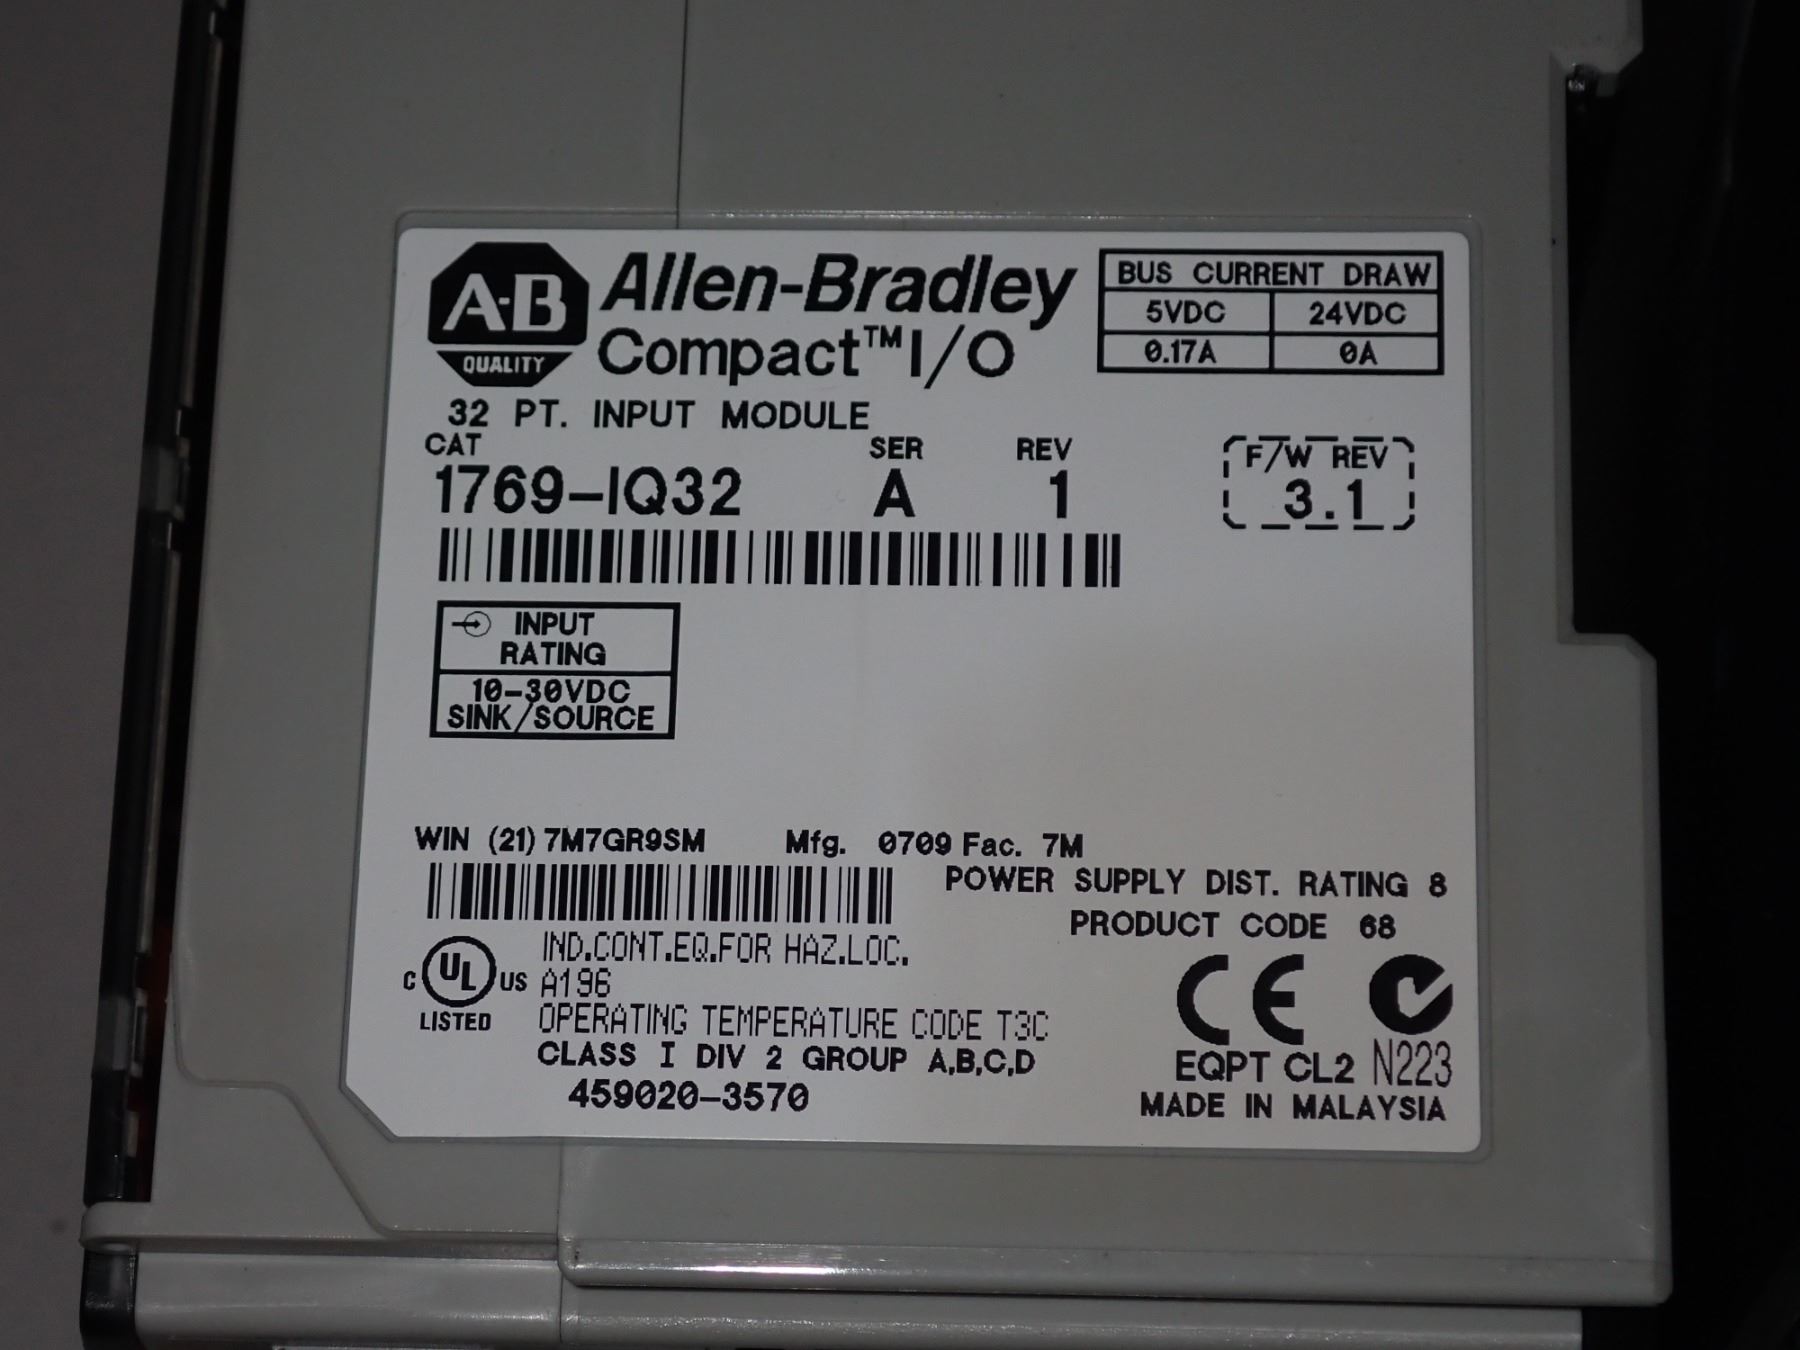 A-B
QUALITY
Allen-Bradley
Compact™ I/O
BUS CURRENT DRAW
5VDC 24VDC
0.17A 0A
32 PT. INPUT MODULE
CAT SER REV
1769-IQ32 A 1
F/W REV
3.1
INPUT
RATING
10-30VDC
SINK/SOURCE
WIN (21) 7M7GR9SM Mfg. 0709 Fac. 7M
POWER SUPPLY DIST. RATING 8
PRODUCT CODE 68
C UL US
LISTED
IND.CONT.EQ.FOR HAZ.LOC.
A196
OPERATING TEMPERATURE CODE T3C
CLASS I DIV 2 GROUP A,B,C,D
459020-3570
CE
EQPT CL2 N223
MADE IN MALAYSIA